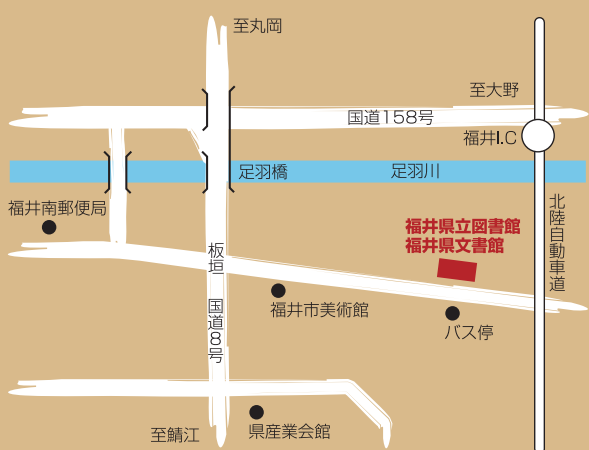 至丸岡
至大野
国道158号
福井I.C
足羽橋
足羽川
福井南郵便局
北陸自動車道
福井県立図書館
福井県文書館
板垣
国道8号
福井市美術館
バス停
至鯖江
県産業会館